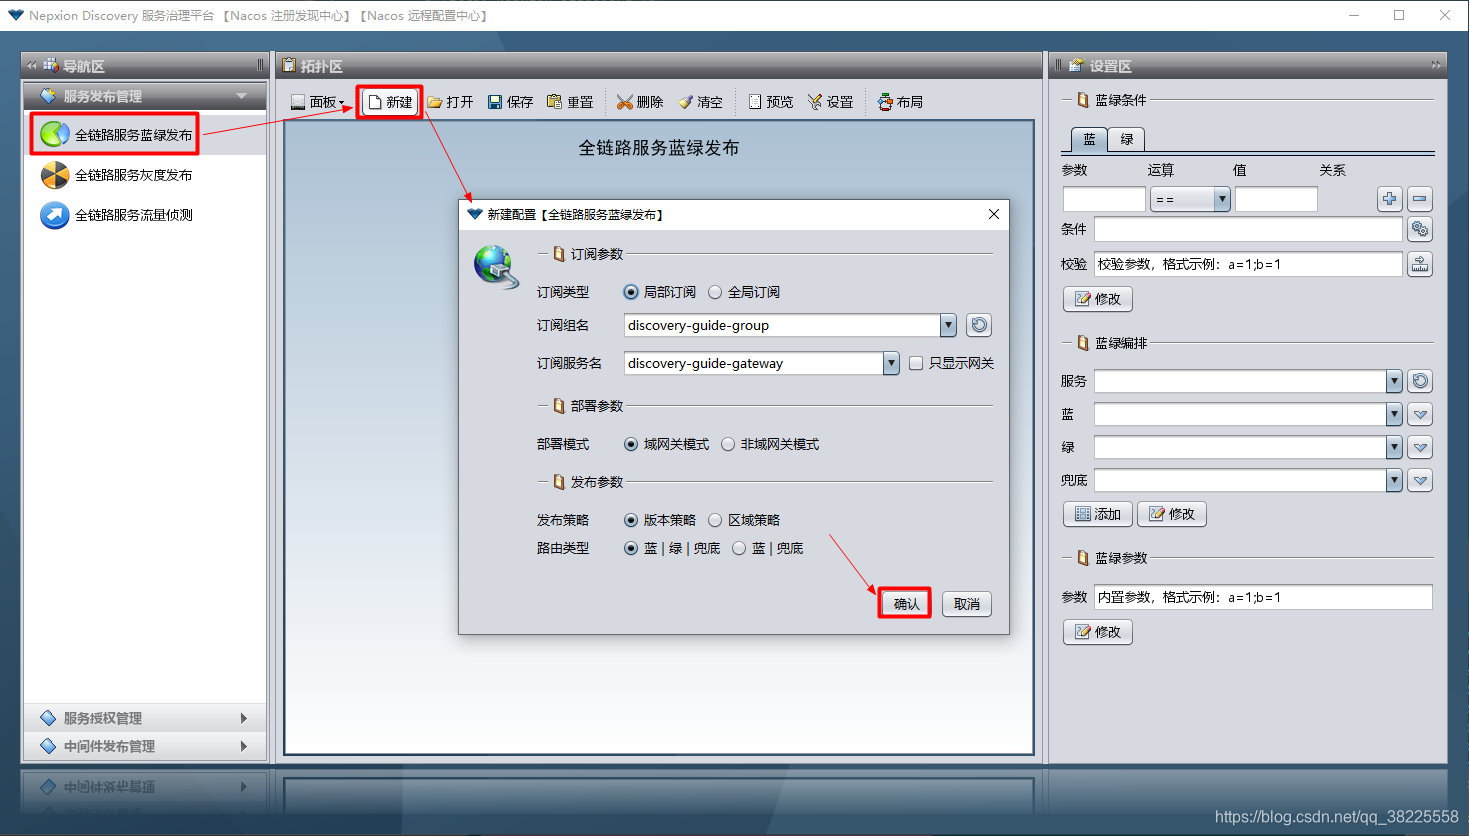 Nepxion Discovery 服务治理平台 【Nacos 注册发现中心】【Nacos 远程配置中心】
导航区
服务发布管理
全链路服务蓝绿发布
全链路服务灰度发布
全链路服务流量侦测
服务授权管理
中间件发布管理
拓扑区
面板 新建 打开 保存 重置 删除 清空 预览 设置 布局
全链路服务蓝绿发布
新建配置【全链路服务蓝绿发布】
订阅参数
订阅类型 局部订阅 全局订阅
订阅组名 discovery-guide-group
订阅服务名 discovery-guide-gateway 只显示网关
部署参数
部署模式 域网关模式 非域网关模式
发布参数
发布策略 版本策略 区域策略
路由类型 蓝 | 绿 | 兜底 蓝 | 兜底
确认 取消
设置区
蓝绿条件
蓝 绿
参数 运算 值 关系
==
条件
校验 校验参数，格式示例：a=1;b=1
修改
蓝绿编排
服务
蓝
绿
兜底
添加 修改
蓝绿参数
参数 内置参数，格式示例：a=1;b=1
修改
中间件发布管理
https://blog.csdn.net/qq_38225558